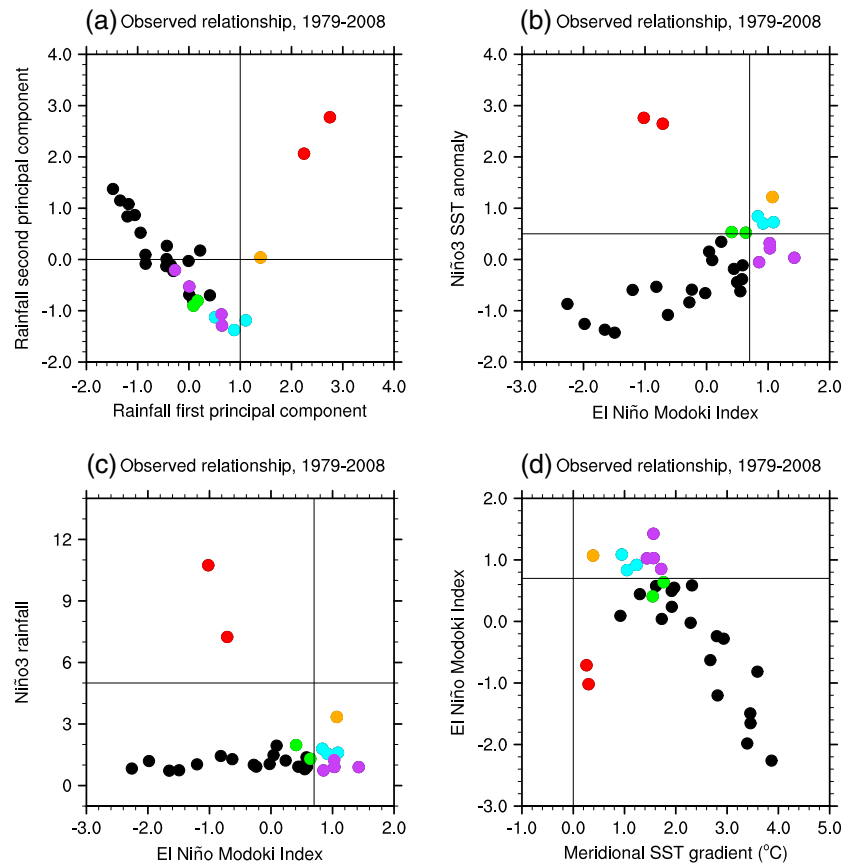 (a) Observed relationship, 1979-2008
4.0
3.0
2.0
1.0
0.0
-1.0
-2.0
-2.0 -1.0 0.0 1.0 2.0 3.0 4.0
Rainfall second principal component
Rainfall first principal component
(b) Observed relationship, 1979-2008
4.0
3.0
2.0
1.0
0.0
-1.0
-2.0
-3.0 -2.0 -1.0 0.0 1.0 2.0
Niño3 SST anomaly
El Niño Modoki Index
(c) Observed relationship, 1979-2008
12
9
6
3
0
-3.0 -2.0 -1.0 0.0 1.0 2.0
Niño3 rainfall
El Niño Modoki Index
(d) Observed relationship, 1979-2008
2.0
1.0
0.0
-1.0
-2.0
-3.0
-1.0 0.0 1.0 2.0 3.0 4.0 5.0
El Niño Modoki Index
Meridional SST gradient (°C)